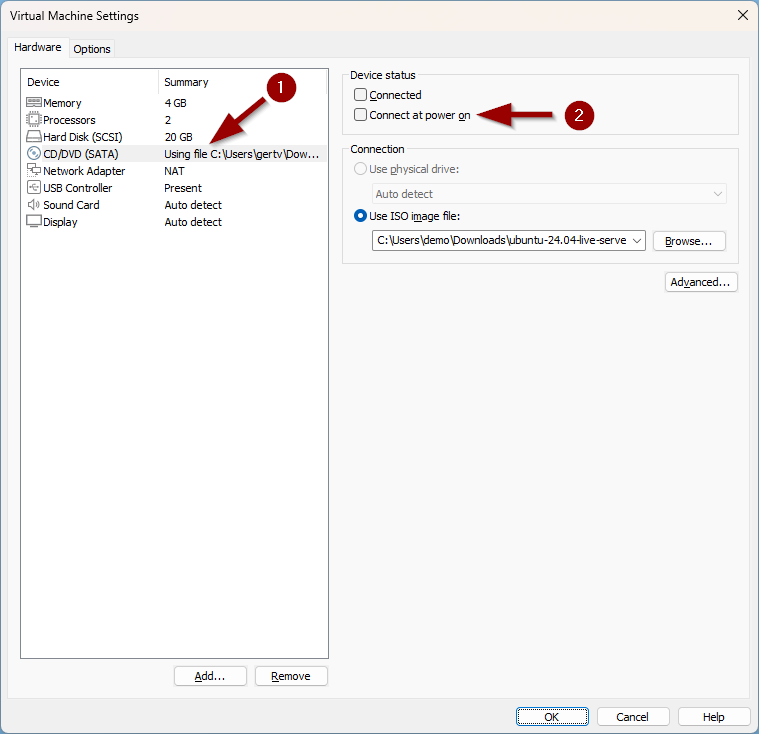 Virtual Machine Settings
Hardware
Options
Device Summary
Memory 4 GB
Processors 2
Hard Disk (SCSI) 20 GB
CD/DVD (SATA) Using file C:\Users\gertv\Dow...
Network Adapter NAT
USB Controller Present
Sound Card Auto detect
Display Auto detect
Add...
Remove
1
Device status
Connected
Connect at power on
2
Connection
Use physical drive:
Auto detect
Use ISO image file:
C:\Users\demo\Downloads\ubuntu-24.04-live-serve
Browse...
Advanced...
OK
Cancel
Help